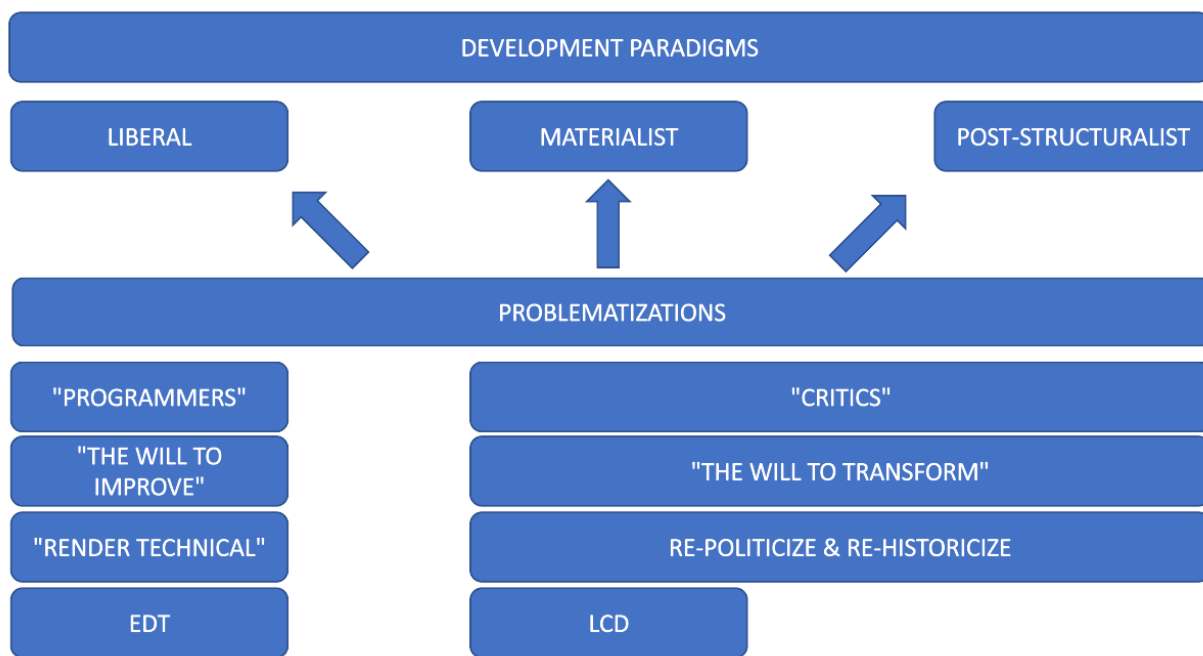 DEVELOPMENT PARADIGMS
LIBERAL
MATERIALIST
POST-STRUCTURALIST
PROBLEMATIZATIONS
"PROGRAMMERS"
"CRITICS"
"THE WILL TO
IMPROVE"
"THE WILL TO TRANSFORM"
"RENDER TECHNICAL"
RE-POLITICIZE & RE-HISTORICIZE
EDT
LCD